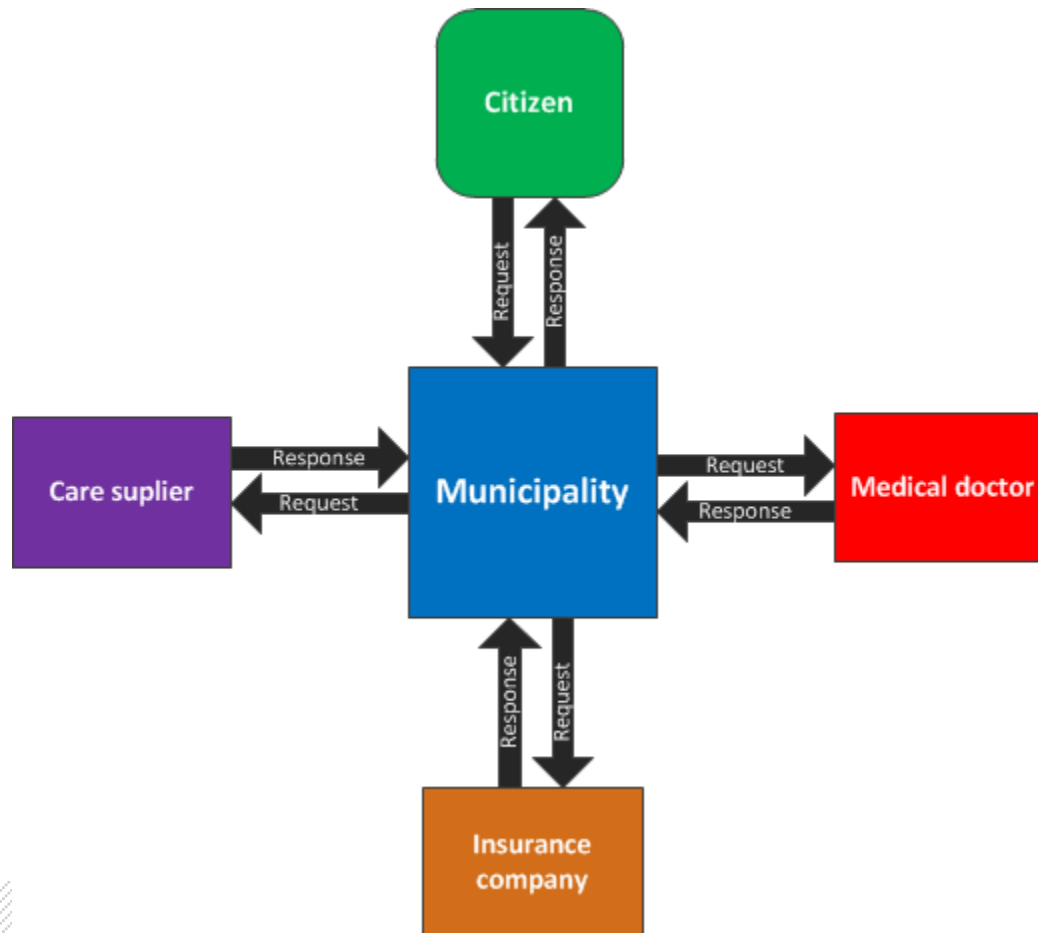 Citizen
Request
Response
Care suplier
Response
Request
Municipality
Request
Response
Medical doctor
Response
Request
Insurance
company